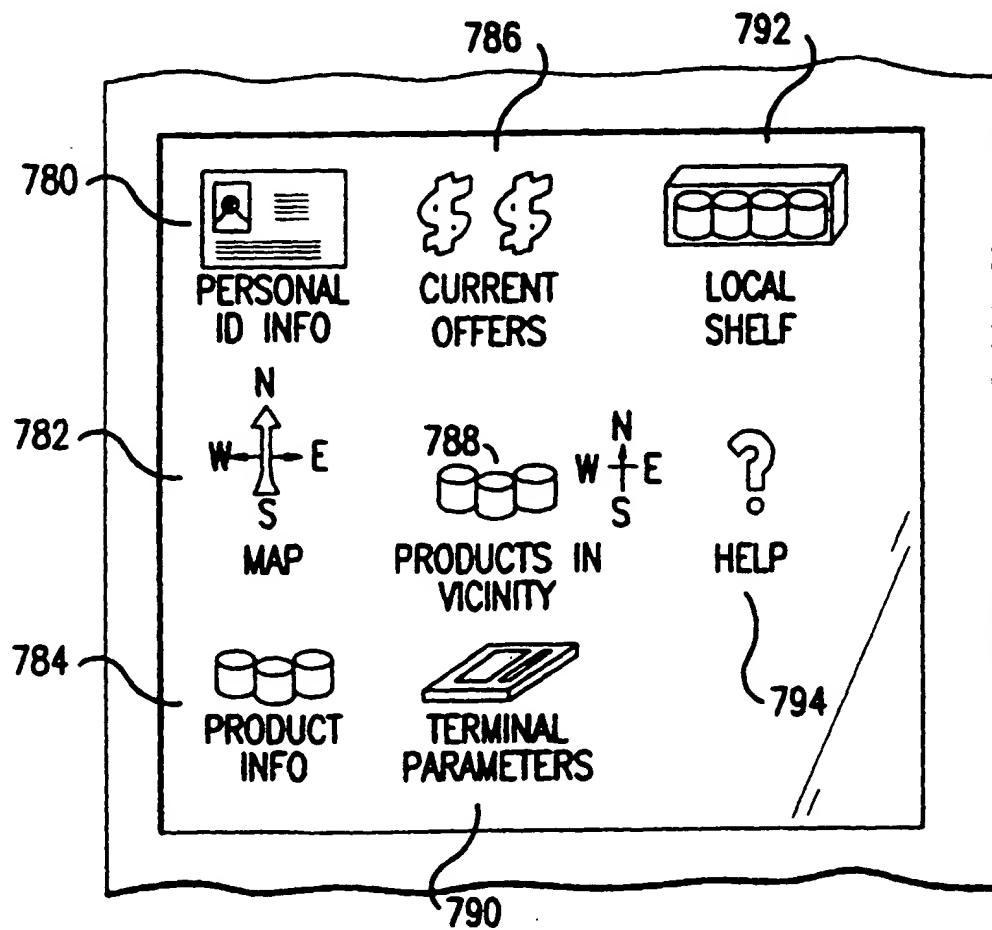 786
792
780
$ $
PERSONAL
ID INFO
CURRENT
OFFERS
LOCAL
SHELF
782
N
W E
S
MAP
788
N
W E
S
PRODUCTS IN
VICINITY
?
HELP
784
PRODUCT
INFO
TERMINAL
PARAMETERS
794
790